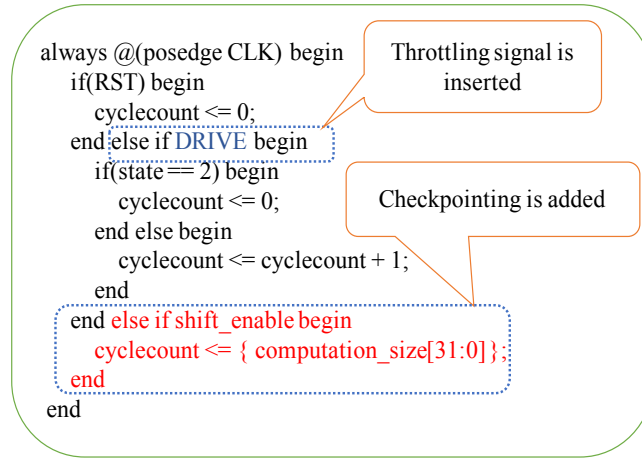 always @(posedge CLK) begin
if(RST) begin
cyclecount <= 0;
end else if DRIVE begin
if(state == 2) begin
cyclecount <= 0;
end else begin
cyclecount <= cyclecount + 1;
end
end else if shift_enable begin
cyclecount <= { computation_size[31:0] };
end
end
Throttling signal is
inserted
Checkpointing is added